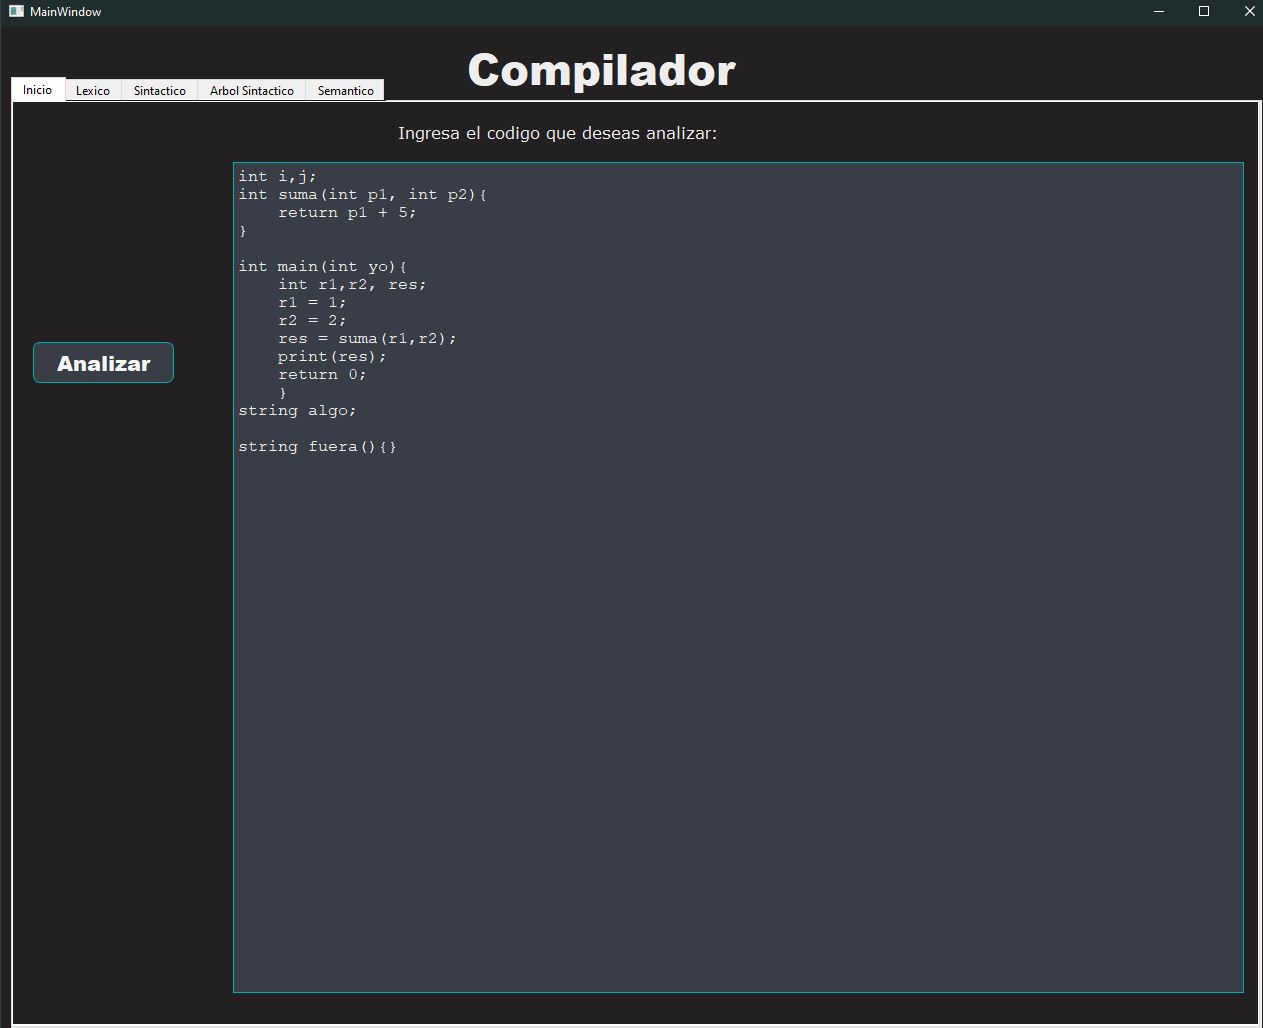 MainWindow
Compilador
Inicio Lexico Sintactico Arbol Sintactico Semantico
Ingresa el codigo que deseas analizar:
int i,j;
int suma(int p1, int p2){
    return p1 + 5;
}
int main(int yo){
    int r1,r2, res;
    r1 = 1;
    r2 = 2;
    res = suma(r1,r2);
    print(res);
    return 0;
    }
string algo;
string fuera(){}
Analizar